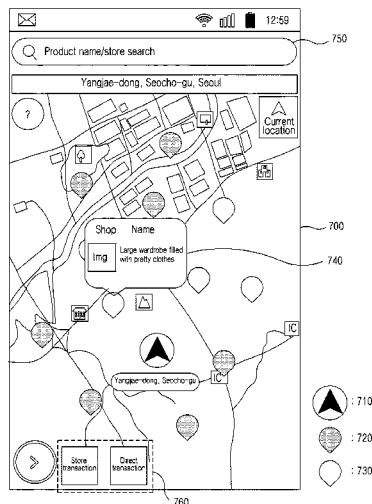 12:59
Product name/store search
750
Yangjae-dong, Seocho-gu, Seoul
?
Current
location
700
Shop Name
Img
Large wardrobe filled
with pretty clothes
740
IC
IC
Yangjae-dong, Seocho-gu
: 710
: 720
: 730
Store
transaction
Direct
transaction
760